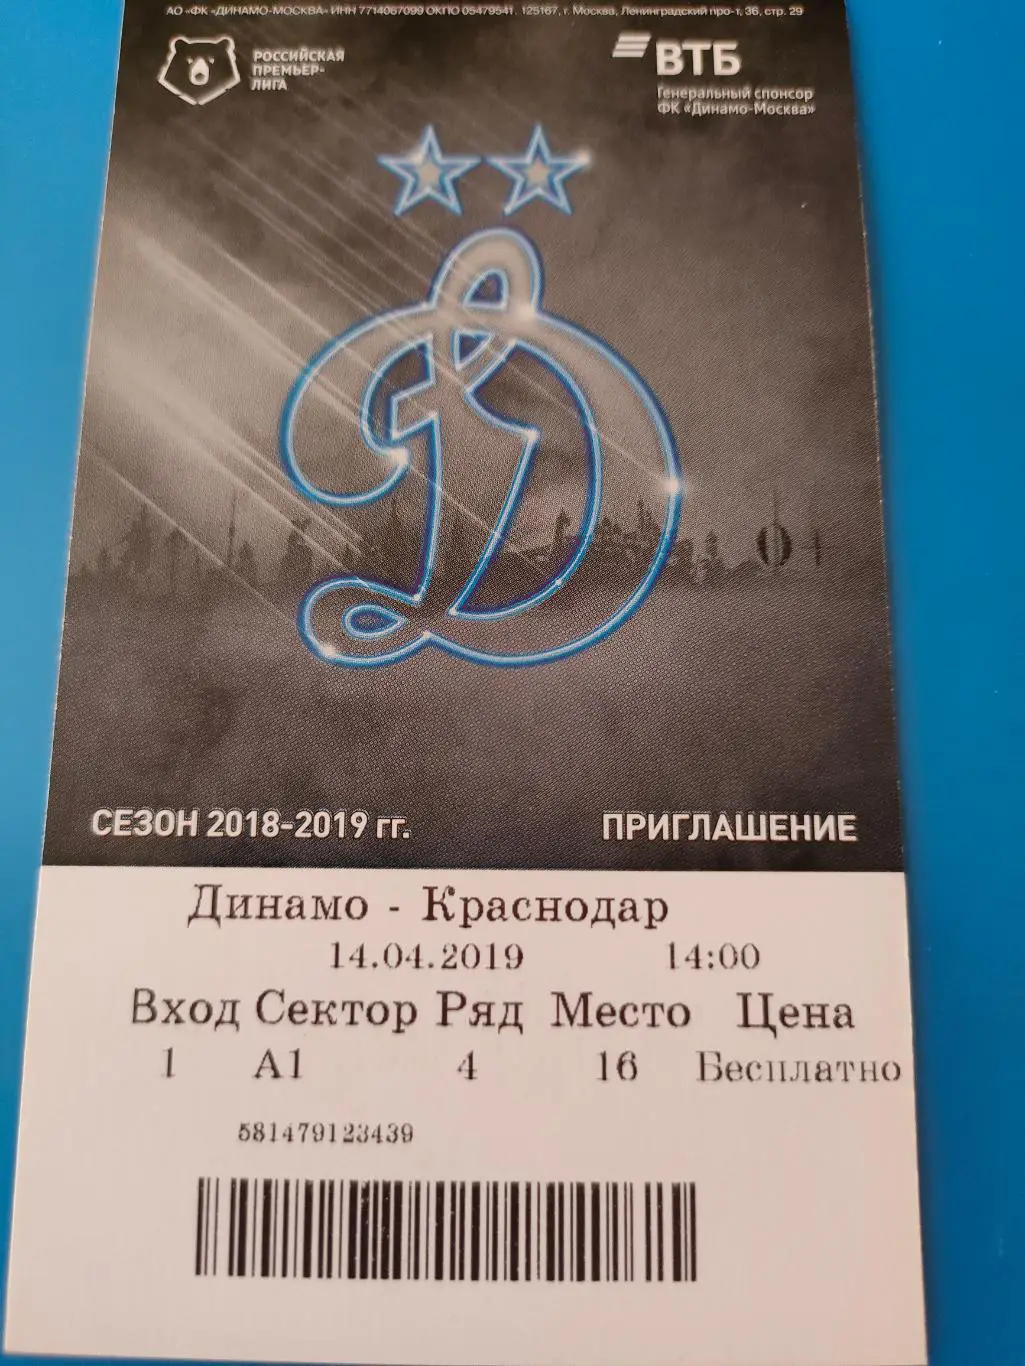 АО «ФК «ДИНАМО-МОСКВА» ИНН 7714067099 ОКПО 05479541. 125167, г. Москва, Ленинградский про-т, 36, стр. 29
РОССИЙСКАЯ
ПРЕМЬЕР-
ЛИГА
ВТБ
Генеральный спонсор
ФК «Динамо-Москва»
СЕЗОН 2018-2019 гг.
ПРИГЛАШЕНИЕ
Динамо - Краснодар
14.04.2019 14:00
Вход Сектор Ряд Место Цена
1 А1 4 16 Бесплатно
581479123439